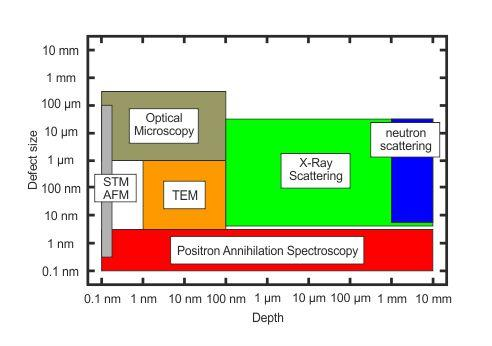 10 mm
1 mm
100 µm
10 µm
1 µm
100 nm
10 nm
1 nm
0.1 nm
Defect size
Optical
Microscopy
neutron
scattering
X-Ray
Scattering
STM
AFM
TEM
Positron Annihilation Spectroscopy
0.1 nm 1 nm 10 nm 100 nm 1 µm 10 µm 100 µm 1 mm 10 mm
Depth